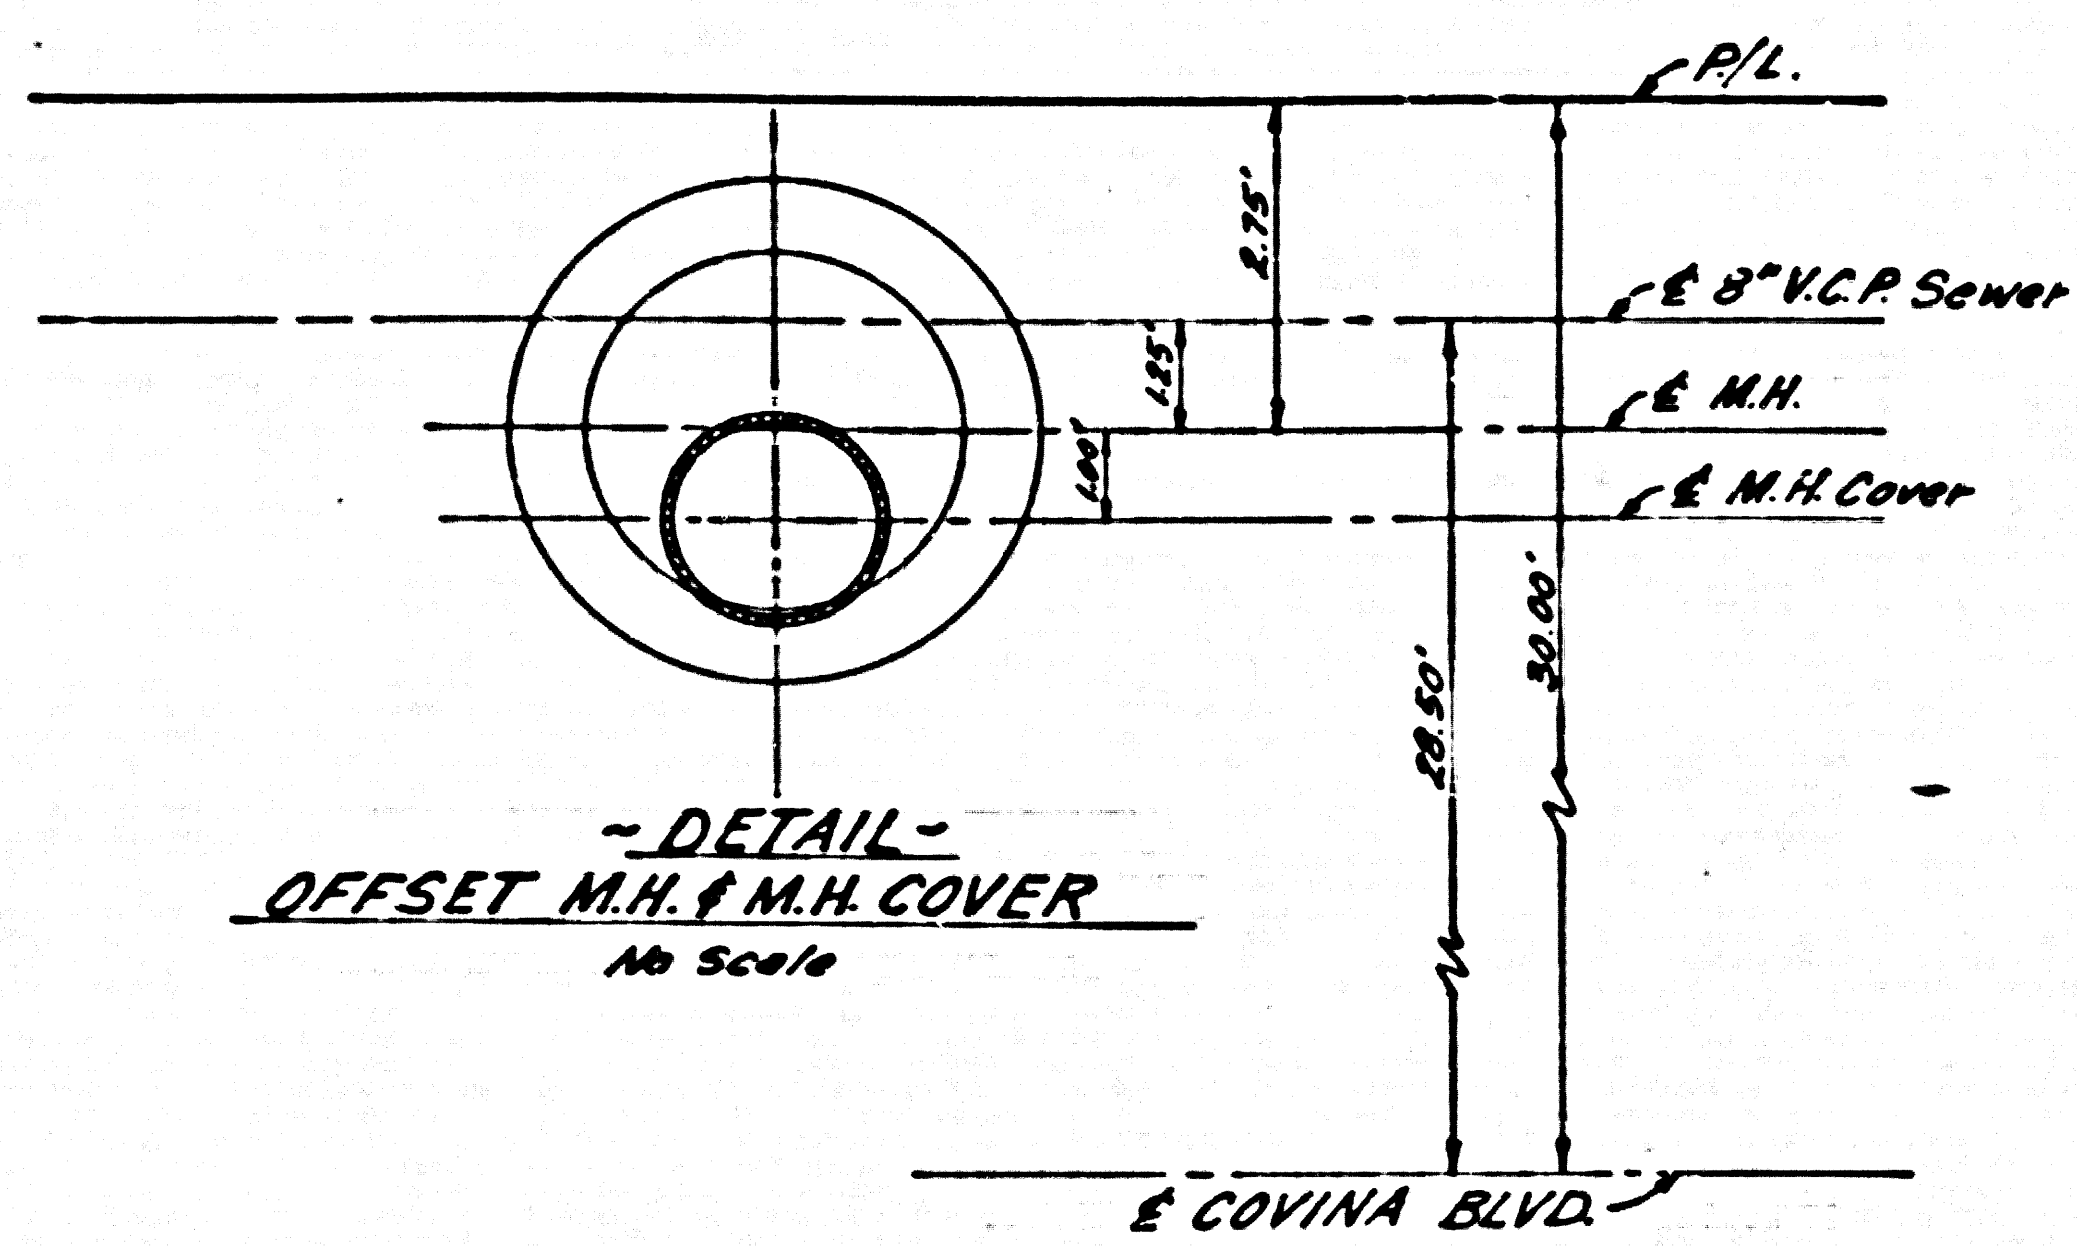 P./L.
2.75'
℄ 8" V.C.P. Sewer
1.25'
℄ M.H.
1.00'
℄ M.H. Cover
30.00'
28.50'
~ DETAIL ~
OFFSET M.H. & M.H. COVER
No Scale
℄ COVINA BLVD.